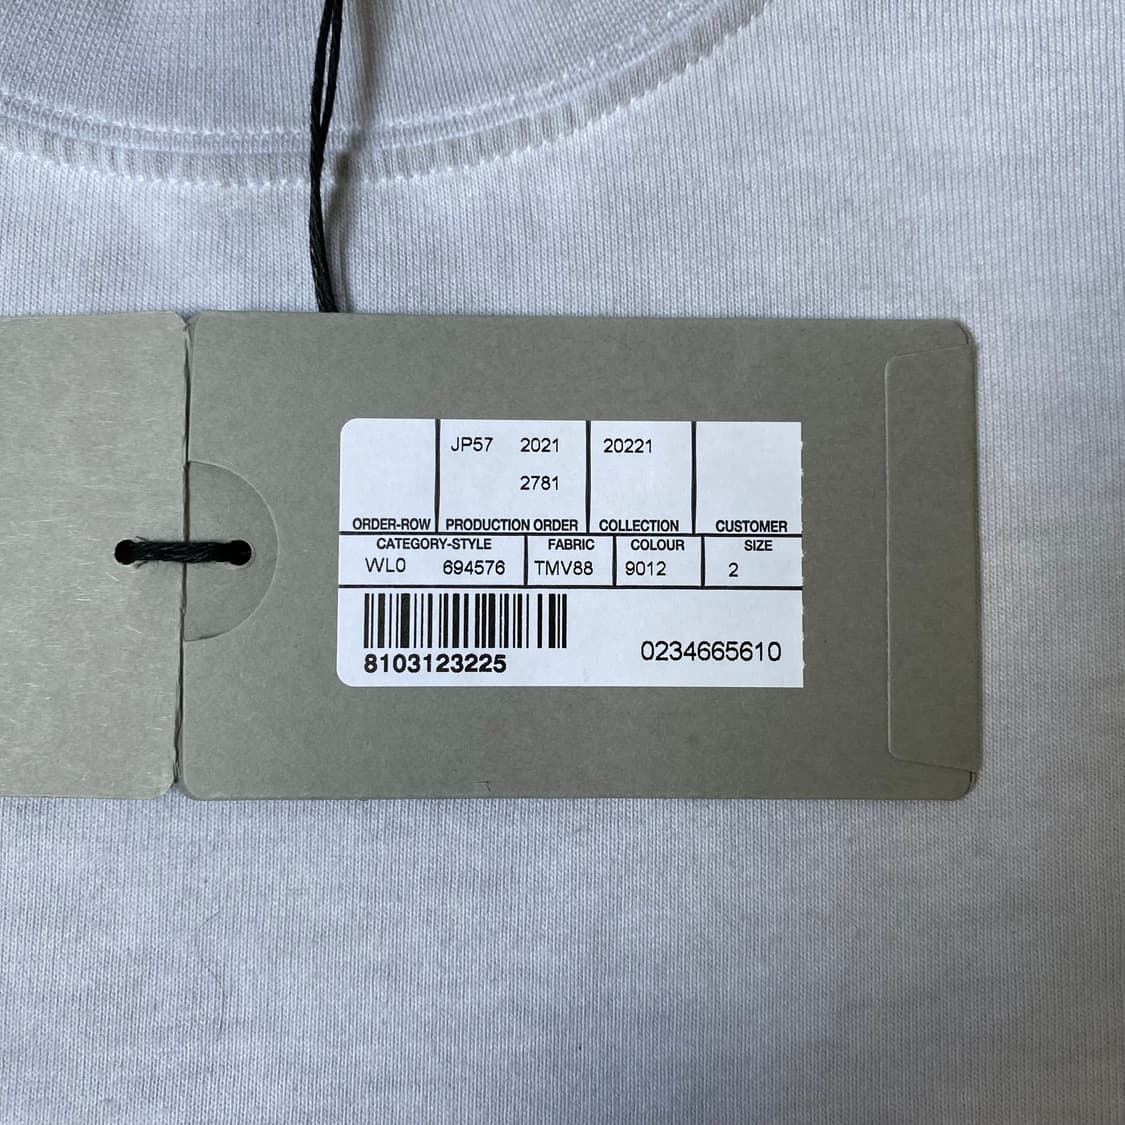 JP57 2021 20221
2781
ORDER-ROW PRODUCTION ORDER COLLECTION CUSTOMER
CATEGORY-STYLE FABRIC COLOUR SIZE
WL0 694576 TMV88 9012 2
8103123225 0234665610